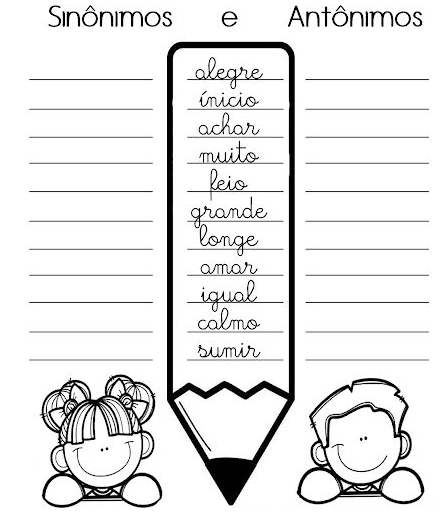 Sinônimos e Antônimos
alegre
ínicio
achar
muito
feio
grande
longe
amar
igual
calmo
sumir